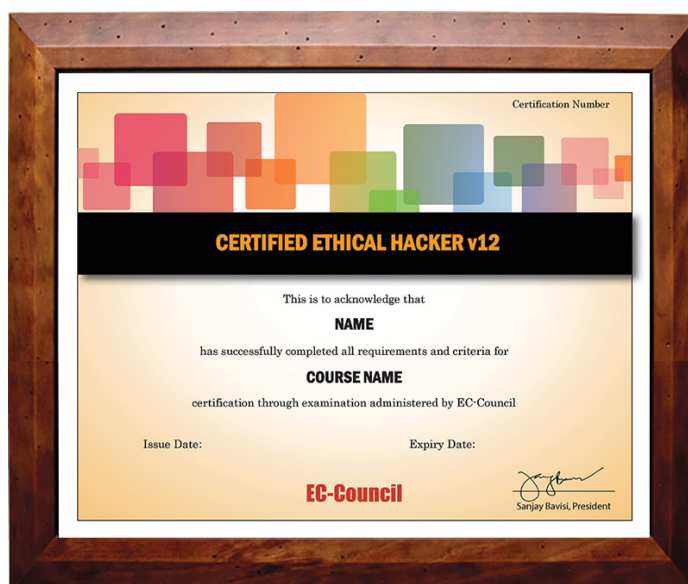 Certification Number
CERTIFIED ETHICAL HACKER v12
This is to acknowledge that
NAME
has successfully completed all requirements and criteria for
COURSE NAME
certification through examination administered by EC-Council
Issue Date:
Expiry Date:
EC-Council
Sanjay Bavisi, President